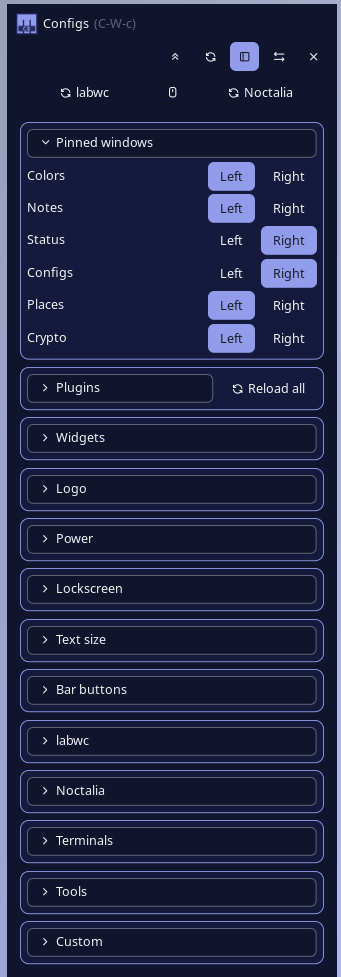 Configs (C-W-c)
labwc Noctalia
Pinned windows
Colors Left Right
Notes Left Right
Status Left Right
Configs Left Right
Places Left Right
Crypto Left Right
Plugins Reload all
Widgets
Logo
Power
Lockscreen
Text size
Bar buttons
labwc
Noctalia
Terminals
Tools
Custom